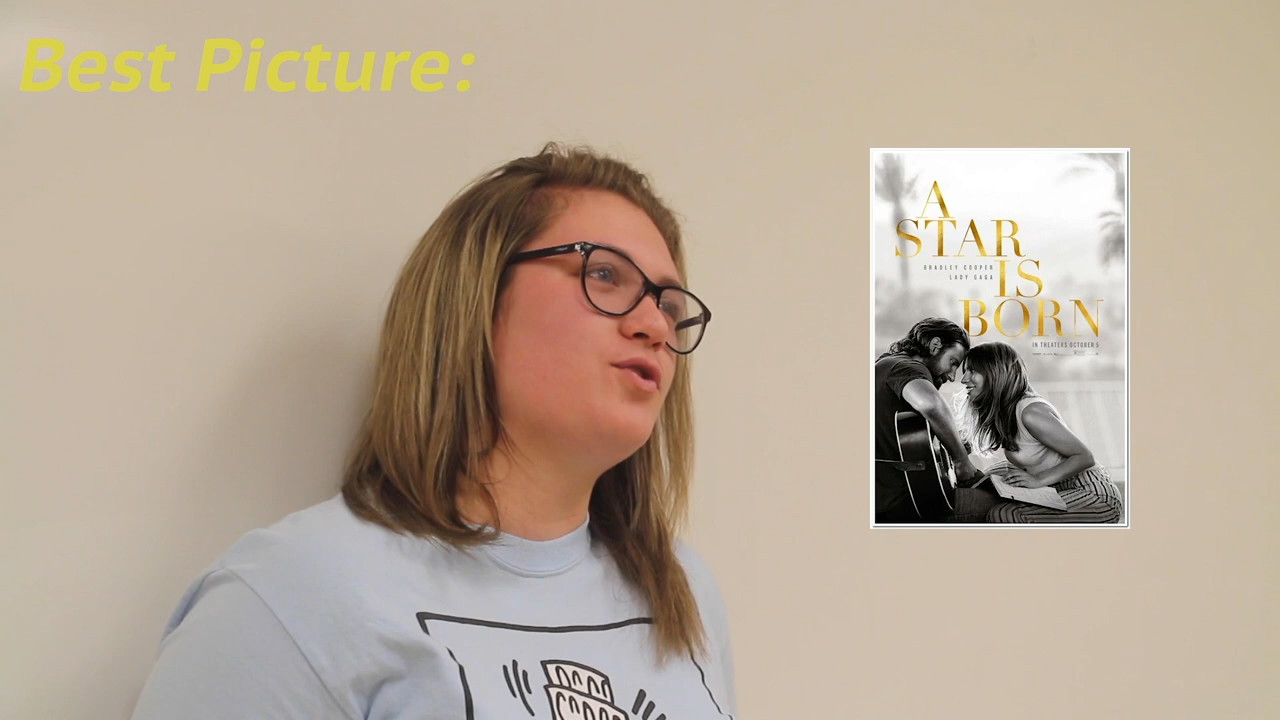 Best Picture:
A
STAR
IS
BORN
BRADLEY COOPER
LADY GAGA
IN THEATERS OCTOBER 5